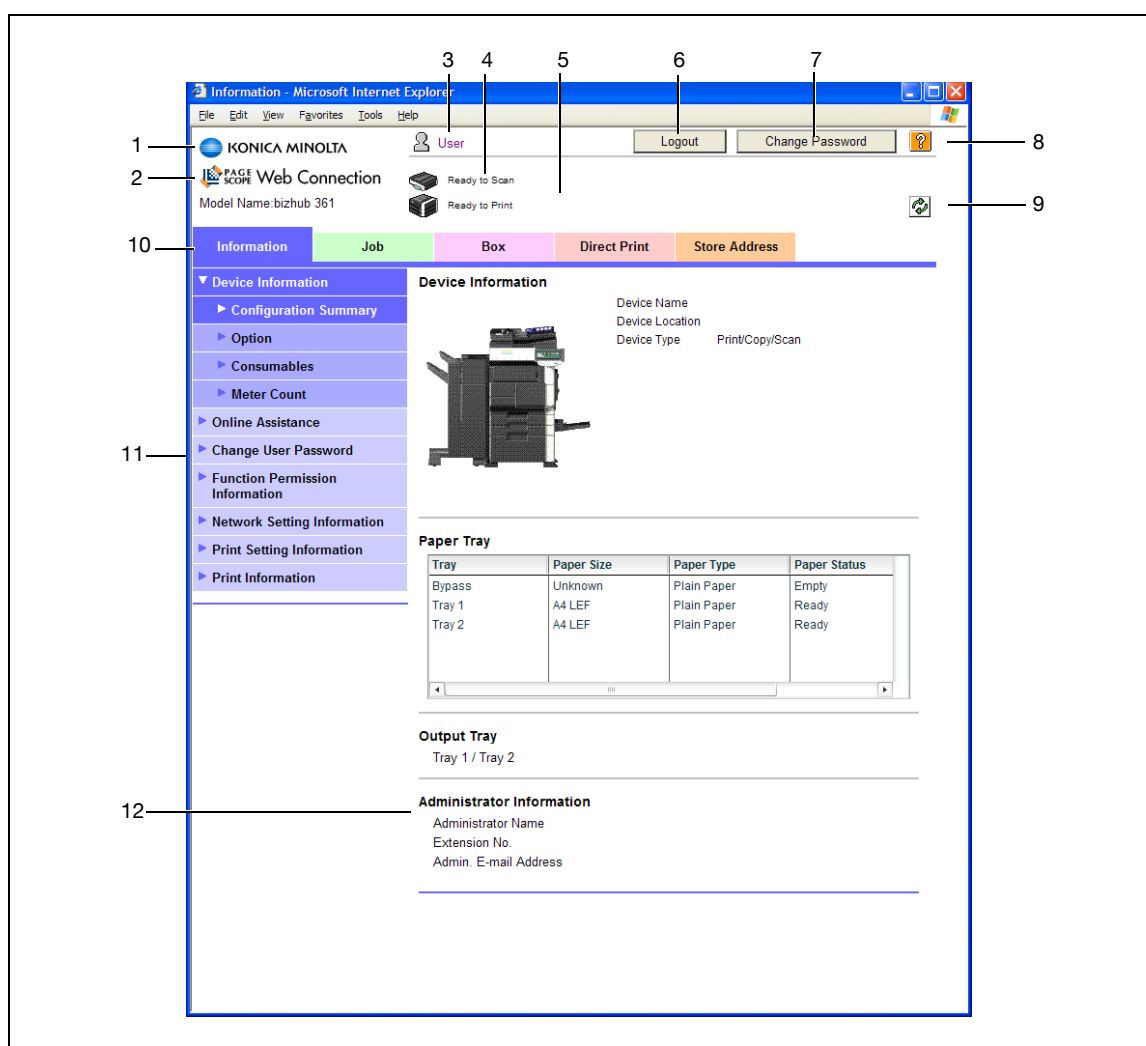 3 4 5 6 7
Information - Microsoft Internet Explorer
File Edit View Favorites Tools Help
1 KONICA MINOLTA User Logout Change Password 8
2 PAGE SCOPE Web Connection Ready to Scan
Model Name:bizhub 361 Ready to Print 9
10 Information Job Box Direct Print Store Address
Device Information
Configuration Summary
Option
Consumables
Meter Count
Online Assistance
11 Change User Password
Function Permission
Information
Network Setting Information
Print Setting Information
Print Information
Device Information
Device Name
Device Location
Device Type Print/Copy/Scan
Paper Tray
Tray Paper Size Paper Type Paper Status
Bypass Unknown Plain Paper Empty
Tray 1 A4 LEF Plain Paper Ready
Tray 2 A4 LEF Plain Paper Ready
Output Tray
Tray 1 / Tray 2
12 Administrator Information
Administrator Name
Extension No.
Admin. E-mail Address